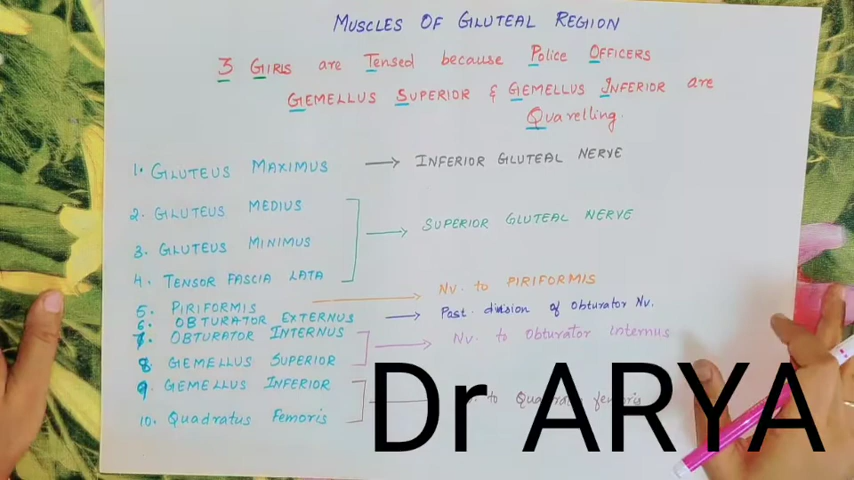 MUSCLES OF GLUTEAL REGION
3 GIRLS are Tensed because Police OFFICERS
GEMELLUS SUPERIOR & GEMELLUS INFERIOR are
Quarelling.
1. GLUTEUS MAXIMUS → INFERIOR GLUTEAL NERVE
2. GLUTEUS MEDIUS
SUPERIOR GLUTEAL NERVE
3. GLUTEUS MINIMUS
4. TENSOR FASCIA LATA
5. PIRIFORMIS → Nv. to PIRIFORMIS
6. OBTURATOR EXTERNUS → Post. division of Obturator Nv.
7. OBTURATOR INTERNUS
Nv. to Obturator Internus
8 GEMELLUS SUPERIOR
9. GEMELLUS INFERIOR
to Quadratus femoris
10. Quadratus Femoris
Dr ARYA